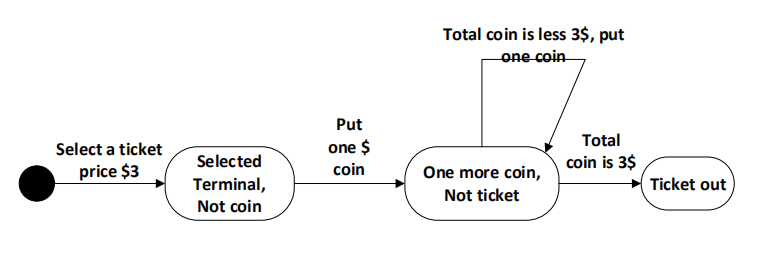 Total coin is less 3$, put
one coin
Select a ticket
price $3
Selected
Terminal,
Not coin
Put
one $
coin
One more coin,
Not ticket
Total
coin is 3$
Ticket out